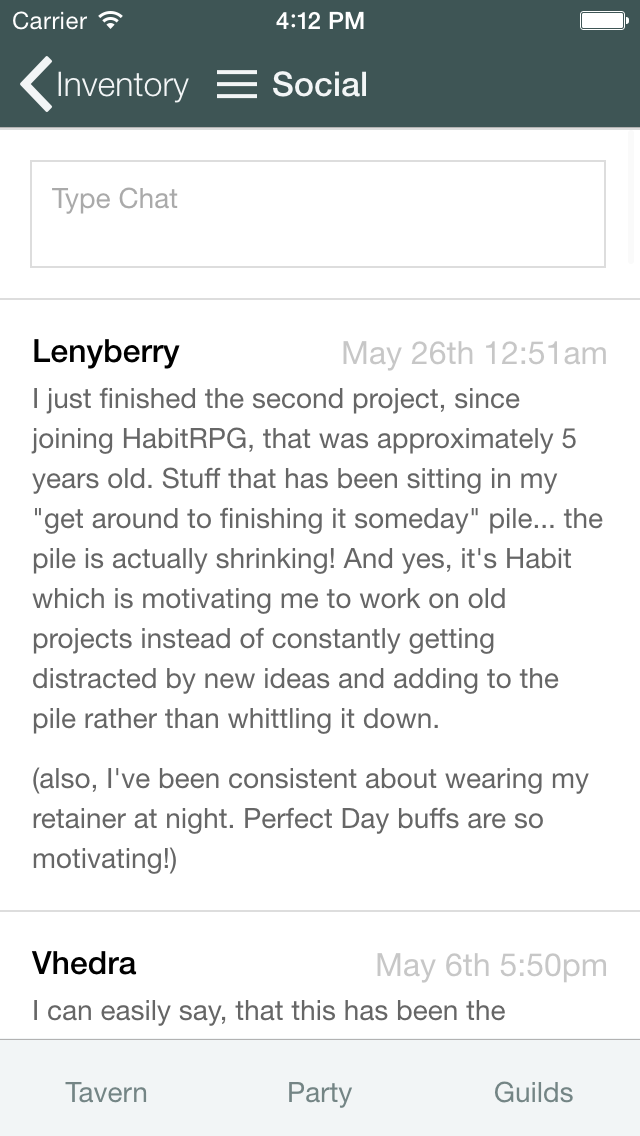 Carrier 4:12 PM
Inventory Social
Type Chat
Lenyberry May 26th 12:51am
I just finished the second project, since
joining HabitRPG, that was approximately 5
years old. Stuff that has been sitting in my
"get around to finishing it someday" pile... the
pile is actually shrinking! And yes, it's Habit
which is motivating me to work on old
projects instead of constantly getting
distracted by new ideas and adding to the
pile rather than whittling it down.
(also, I've been consistent about wearing my
retainer at night. Perfect Day buffs are so
motivating!)
Vhedra May 6th 5:50pm
I can easily say, that this has been the
Tavern Party Guilds